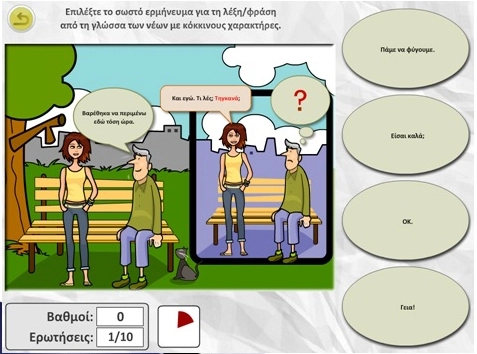 Επιλέξτε το σωστό ερμήνευμα για τη λέξη/φράση
από τη γλώσσα των νέων με κόκκινους χαρακτήρες.
Βαρέθηκα να περιμένω
εδώ τόση ώρα.
Και εγώ. Τι λές; Τηγκανά;
?
Πάμε να φύγουμε.
Είσαι καλά;
ΟΚ.
Γεια!
Βαθμοί: 0
Ερωτήσεις: 1/10